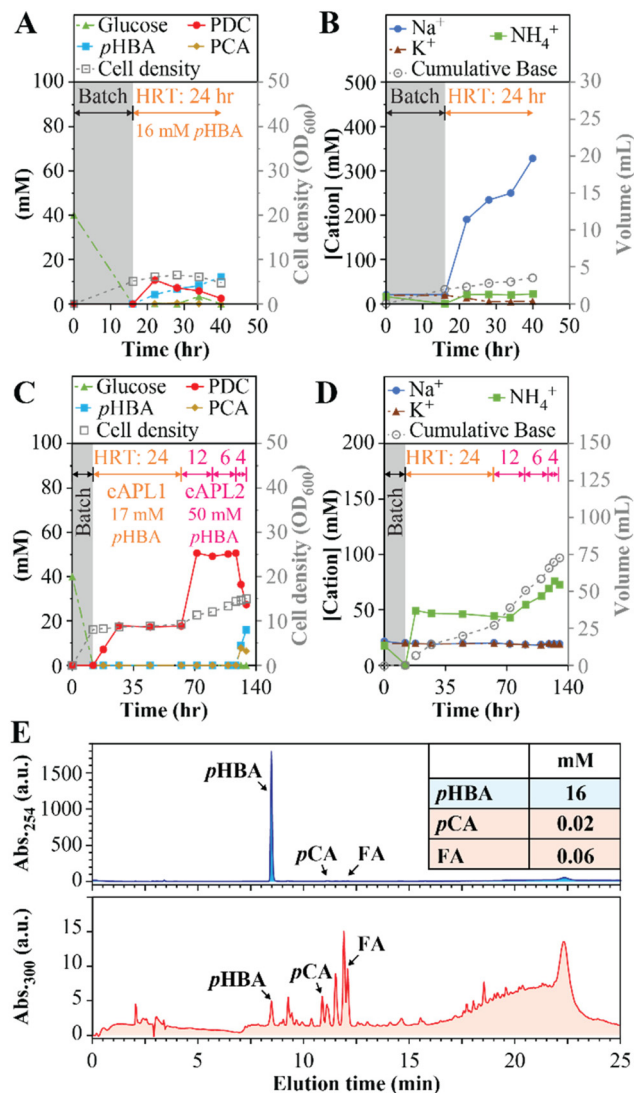 A
Glucose PDC
pHBA PCA
Cell density
Batch HRT: 24 hr
16 mM pHBA
100
80
60
40
20
0
(mM)
50
40
30
20
10
0
Cell density (OD600)
0 10 20 30 40 50
Time (hr)
B
Na+ NH4+
K+
Cumulative Base
Batch HRT: 24 hr
500
400
300
200
100
0
[Cation] (mM)
30
25
20
15
10
5
0
Volume (mL)
0 10 20 30 40 50
Time (hr)
C
Glucose PDC
pHBA PCA
Cell density
Batch
HRT: 24 12 6 4
cAPL1 cAPL2
17 mM 50 mM
pHBA pHBA
100
80
60
40
20
0
(mM)
50
40
30
20
10
0
Cell density (OD600)
0 35 70 105 140
Time (hr)
D
Na+ NH4+
K+
Cumulative Base
Batch
HRT: 24 12 6 4
200
150
100
50
0
[Cation] (mM)
150
125
100
75
50
25
0
Volume (mL)
0 35 70 105 140
Time (hr)
E
1500
1000
500
0
Abs.254 (a.u.)
pHBA
pCA FA
mM
pHBA 16
pCA 0.02
FA 0.06
15
10
5
0
Abs.300 (a.u.)
pHBA pCA FA
0 5 10 15 20 25
Elution time (min)